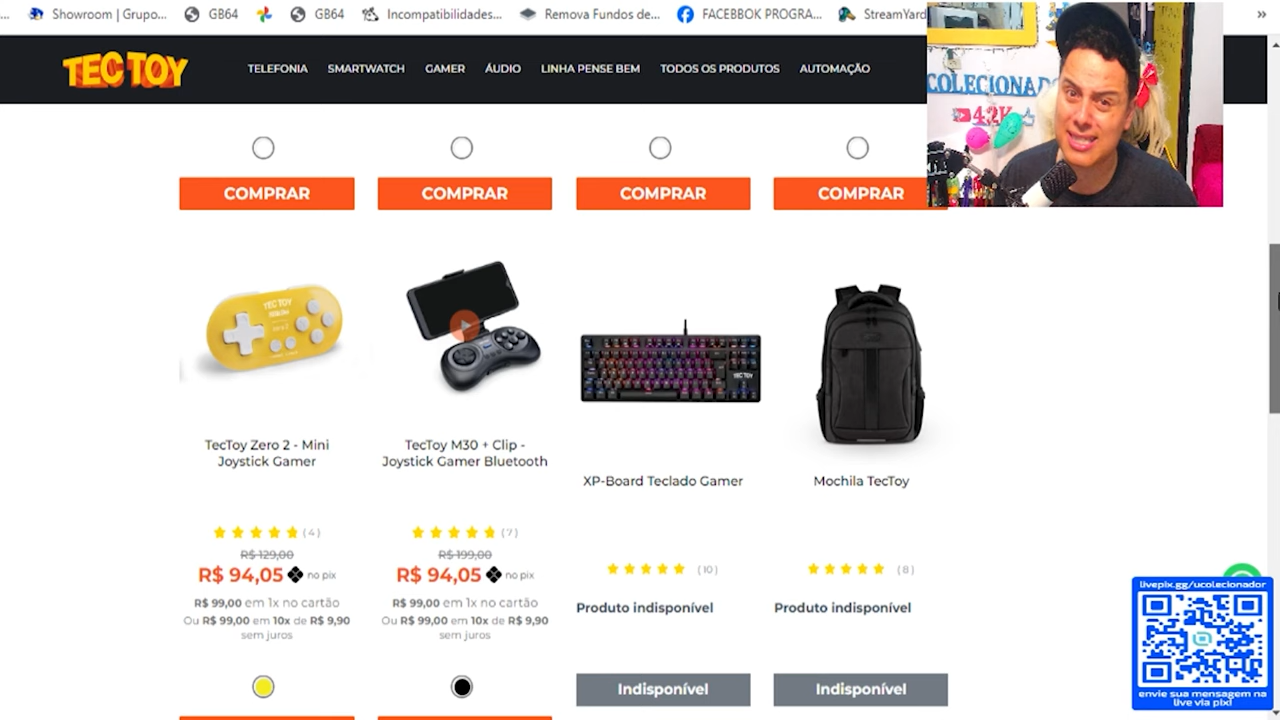 ...
Showroom | Grupo...
GB64
GB64
Incompatibilidades...
Remova Fundos de...
FACEBBOK PROGRA...
StreamYard
»
TEC TOY
TELEFONIA
SMARTWATCH
GAMER
ÁUDIO
LINHA PENSE BEM
TODOS OS PRODUTOS
AUTOMAÇÃO
COLECIONAD
42K
COMPRAR
COMPRAR
COMPRAR
COMPRAR
TEC TOY
TEC TOY
TecToy Zero 2 - Mini
Joystick Gamer
TecToy M30 + Clip -
Joystick Gamer Bluetooth
XP-Board Teclado Gamer
Mochila TecToy
(4)
(7)
(10)
(8)
R$ 129,00
R$ 94,05 no pix
R$ 99,00 em 1x no cartão
Ou R$ 99,00 em 10x de R$ 9,90
sem juros
R$ 199,00
R$ 94,05 no pix
R$ 99,00 em 1x no cartão
Ou R$ 99,00 em 10x de R$ 9,90
sem juros
Produto indisponível
Produto indisponível
Indisponível
Indisponível
livepix.gg/ucolecionador
envie sua mensagem na
live via pix!